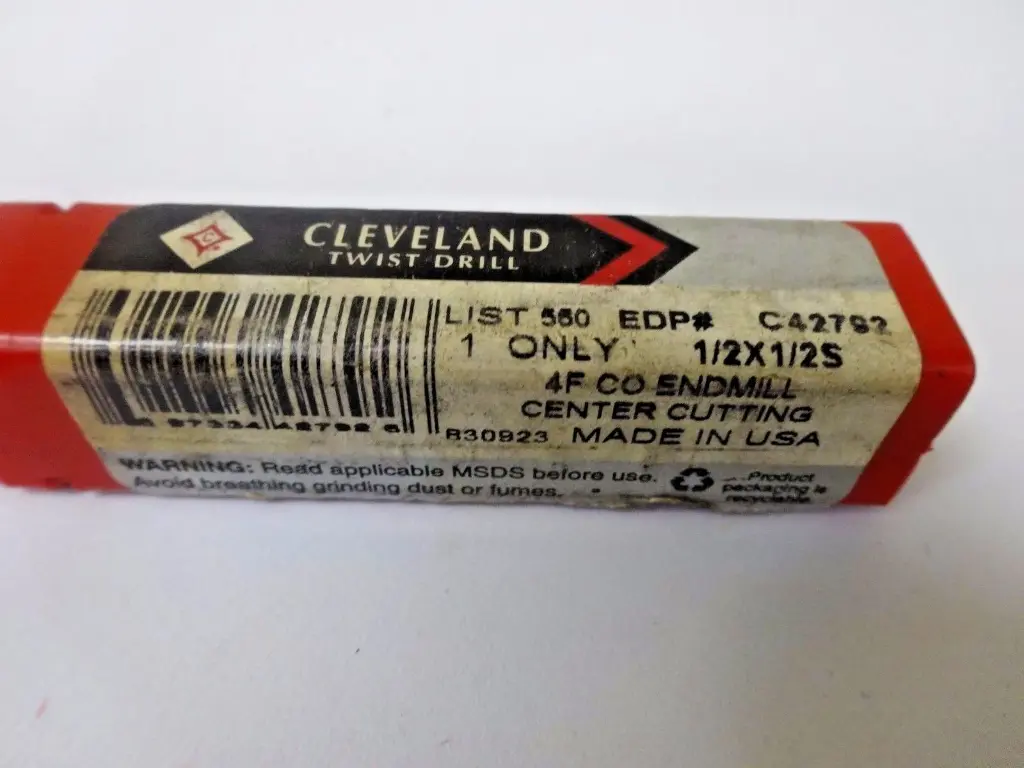 C
CLEVELAND
TWIST DRILL
LIST 560 EDP# C42792
1 ONLY 1/2X1/2S
4F CO ENDMILL
CENTER CUTTING
R30923 MADE IN USA
WARNING: Read applicable MSDS before use.
Avoid breathing grinding dust or fumes.
Product
packaging is
recyclable.